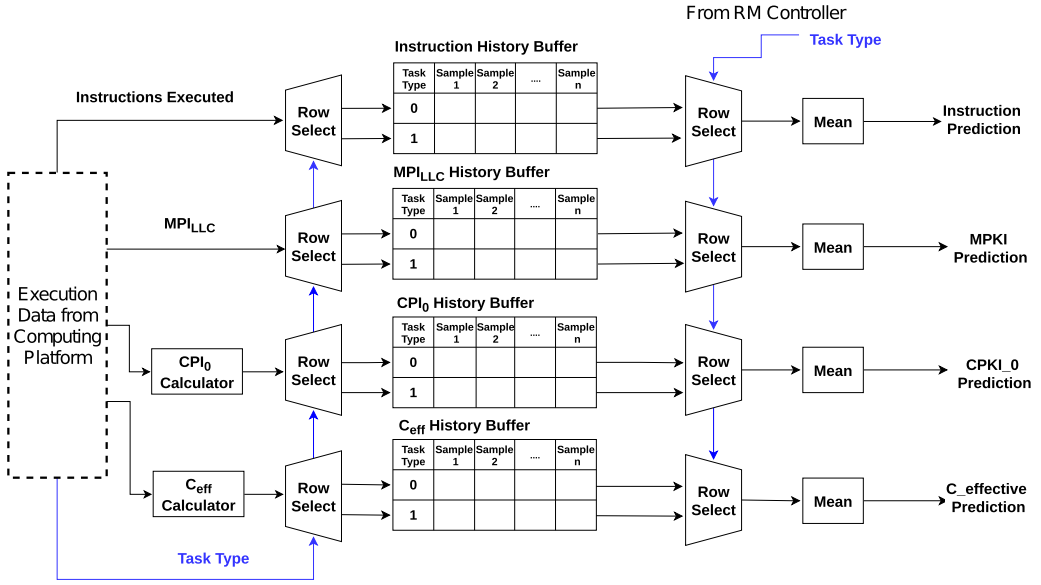 From RM Controller
Task Type
Instruction History Buffer
Instructions Executed
Row
Select
Task
Type
Sample
1
Sample
2
....
Sample
n
0
1
Row
Select
Mean
Instruction
Prediction
MPI_LLC History Buffer
MPI_LLC
Row
Select
Task
Type
Sample
1
Sample
2
....
Sample
n
0
1
Row
Select
Mean
MPKI
Prediction
Execution
Data from
Computing
Platform
CPI_0 History Buffer
CPI_0
Calculator
Row
Select
Task
Type
Sample
1
Sample
2
....
Sample
n
0
1
Row
Select
Mean
CPKI_0
Prediction
C_eff History Buffer
C_eff
Calculator
Row
Select
Task
Type
Sample
1
Sample
2
....
Sample
n
0
1
Row
Select
Mean
C_effective
Prediction
Task Type